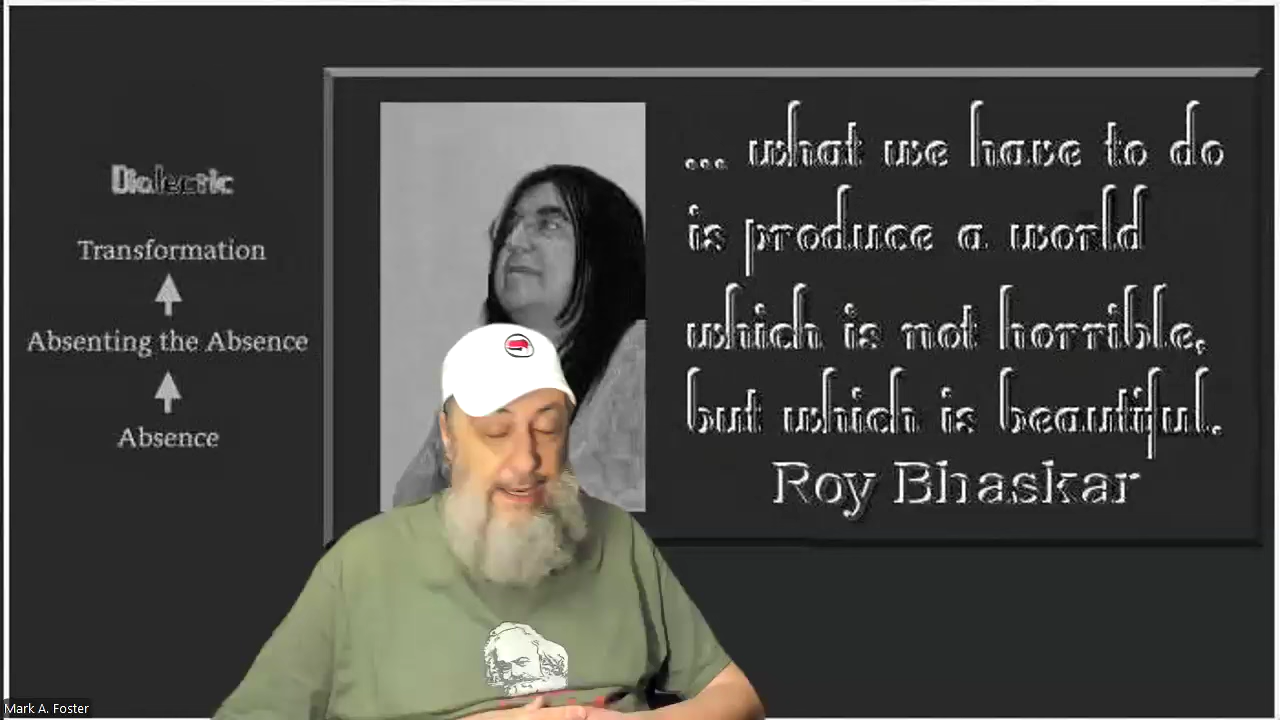 Dialectic
Transformation
Absenting the Absence
Absence
... what we have to do
is produce a world
which is not horrible,
but which is beautiful.
Roy Bhaskar
Mark A. Foster